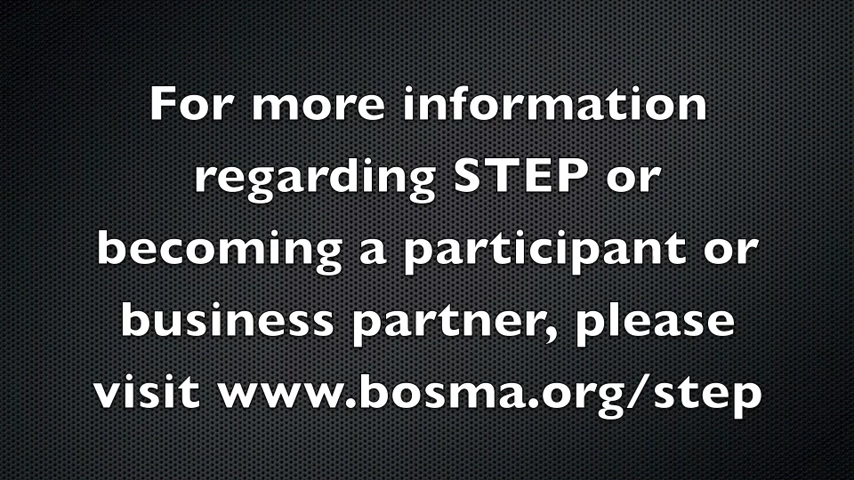 For more information
regarding STEP or
becoming a participant or
business partner, please
visit www.bosma.org/step